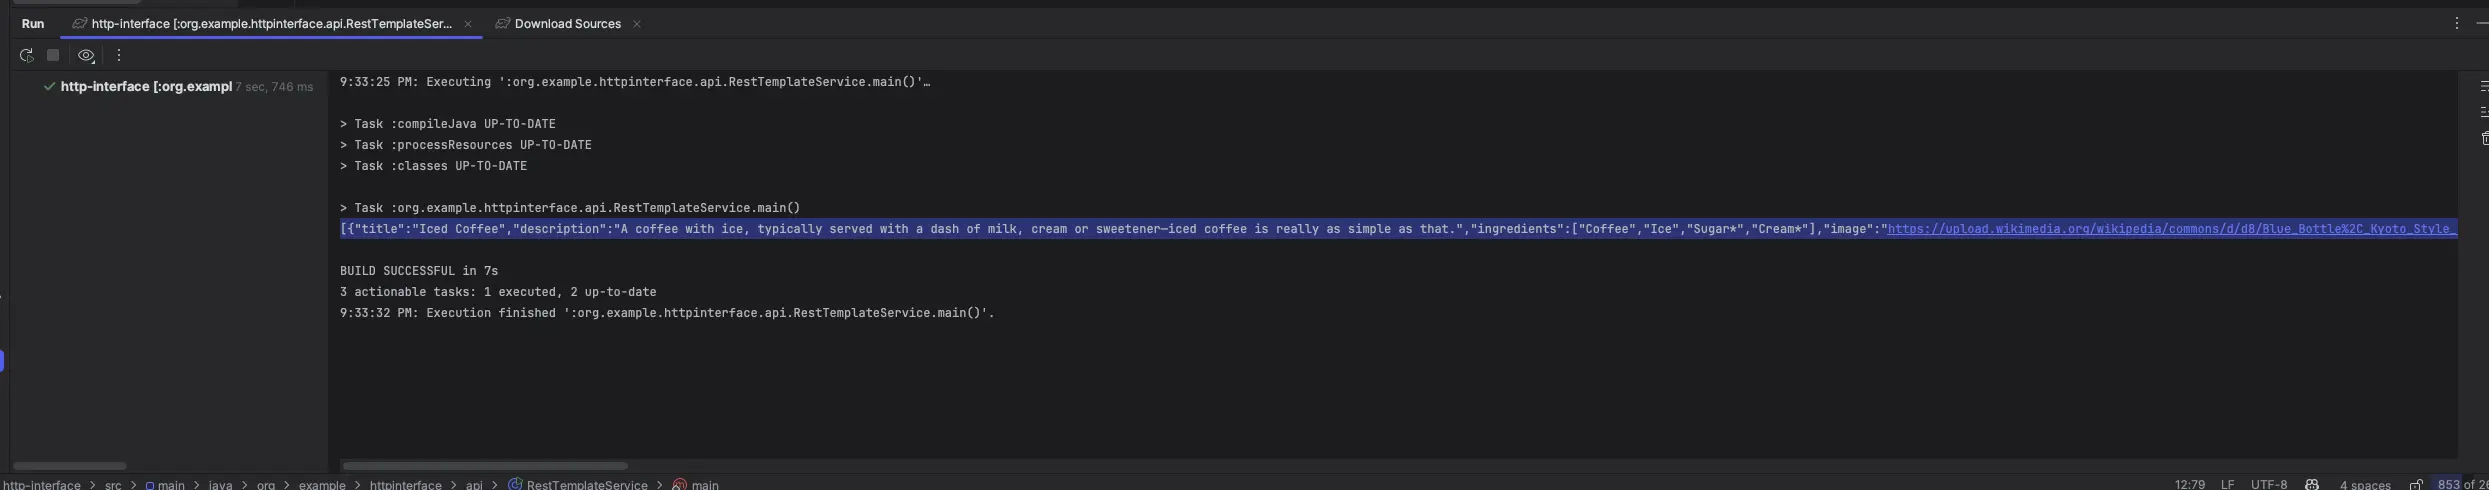 Run http-interface [:org.example.httpinterface.api.RestTemplateSer... × Download Sources ×
http-interface [:org.exampl 7 sec, 746 ms
9:33:25 PM: Executing ':org.example.httpinterface.api.RestTemplateService.main()'…
> Task :compileJava UP-TO-DATE
> Task :processResources UP-TO-DATE
> Task :classes UP-TO-DATE
> Task :org.example.httpinterface.api.RestTemplateService.main()
[{"title":"Iced Coffee","description":"A coffee with ice, typically served with a dash of milk, cream or sweetener—iced coffee is really as simple as that.","ingredients":["Coffee","Ice","Sugar*","Cream*"],"image":"https://upload.wikimedia.org/wikipedia/commons/d/d8/Blue_Bottle%2C_Kyoto_Style_
BUILD SUCCESSFUL in 7s
3 actionable tasks: 1 executed, 2 up-to-date
9:33:32 PM: Execution finished ':org.example.httpinterface.api.RestTemplateService.main()'.
http-interface > src > main > java > org > example > httpinterface > api > RestTemplateService > main 12:79 LF UTF-8 4 spaces 853 of